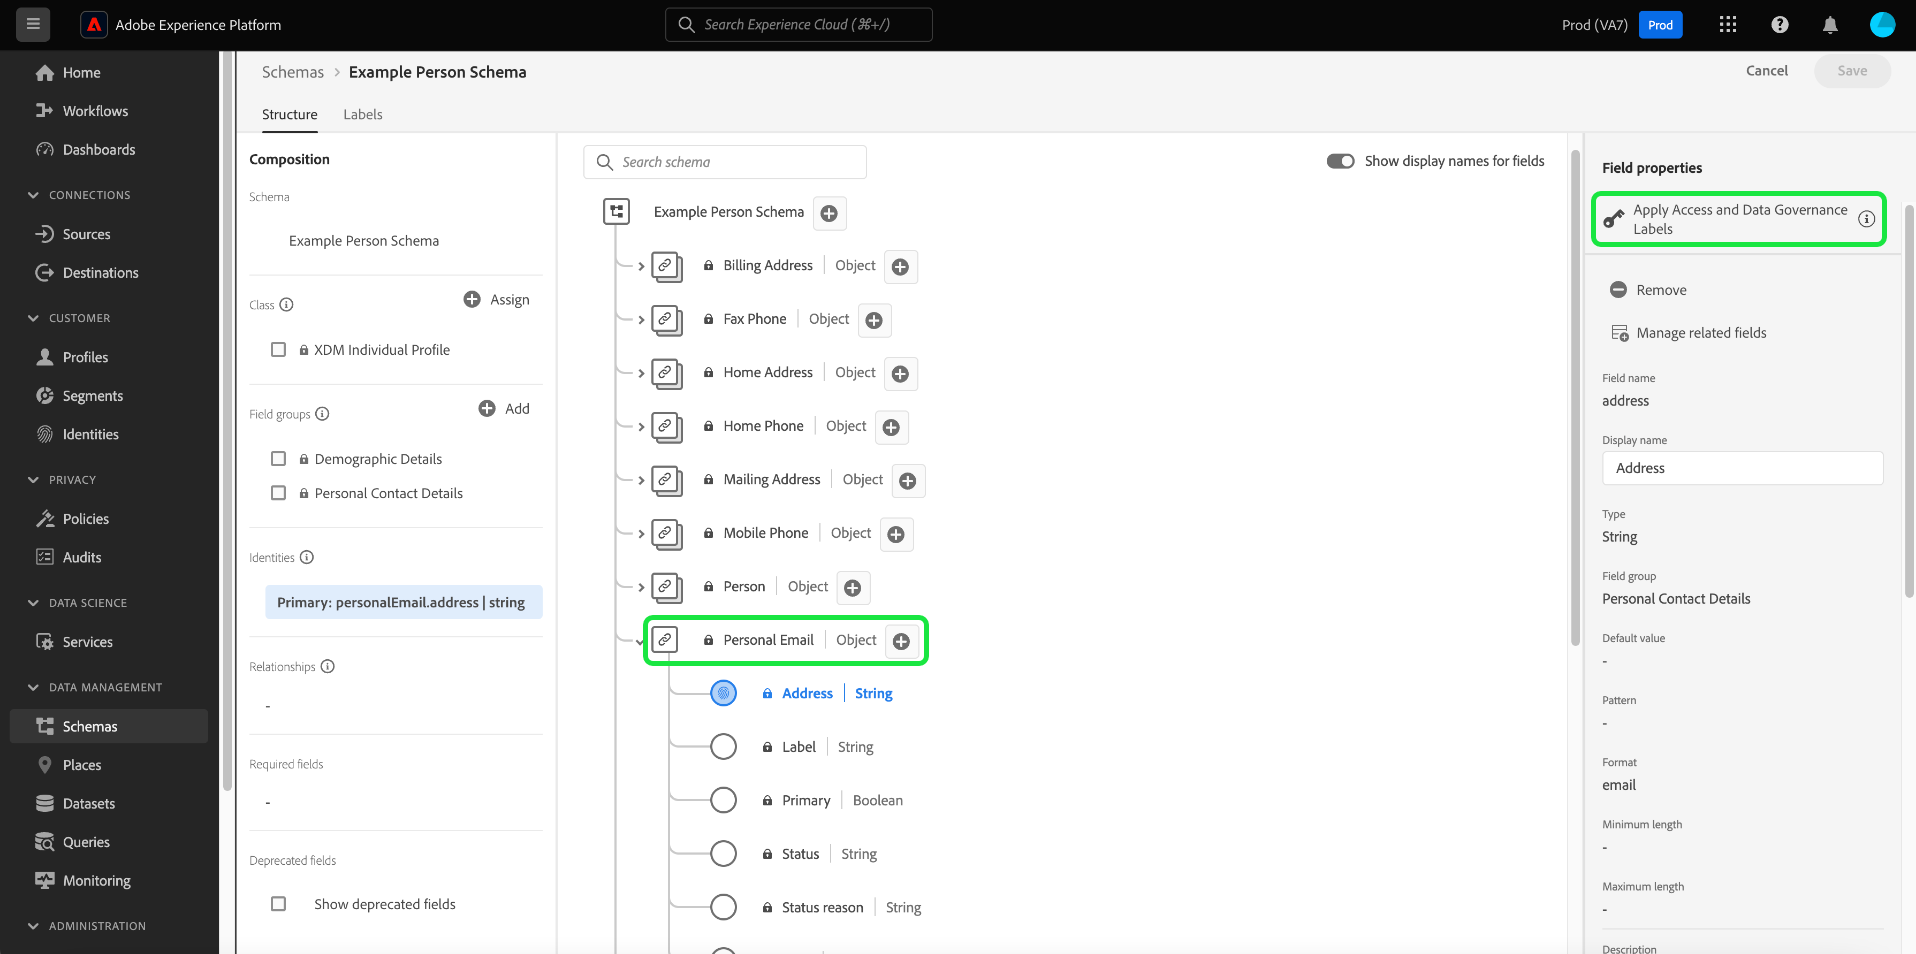 Adobe Experience Platform
Search Experience Cloud (⌘+/)
Prod (VA7)
Prod
Home
Workflows
Dashboards
CONNECTIONS
Sources
Destinations
CUSTOMER
Profiles
Segments
Identities
PRIVACY
Policies
Audits
DATA SCIENCE
Services
DATA MANAGEMENT
Schemas
Places
Datasets
Queries
Monitoring
ADMINISTRATION
Schemas > Example Person Schema
Cancel
Save
Structure
Labels
Composition
Schema
Example Person Schema
Class
Assign
XDM Individual Profile
Field groups
Add
Demographic Details
Personal Contact Details
Identities
Primary: personalEmail.address | string
Relationships
-
Required fields
-
Deprecated fields
Show deprecated fields
Search schema
Show display names for fields
Example Person Schema
Billing Address | Object
Fax Phone | Object
Home Address | Object
Home Phone | Object
Mailing Address | Object
Mobile Phone | Object
Person | Object
Personal Email | Object
Address | String
Label | String
Primary | Boolean
Status | String
Status reason | String
Field properties
Apply Access and Data Governance
Labels
Remove
Manage related fields
Field name
address
Display name
Address
Type
String
Field group
Personal Contact Details
Default value
-
Pattern
-
Format
email
Minimum length
-
Maximum length
-
Description